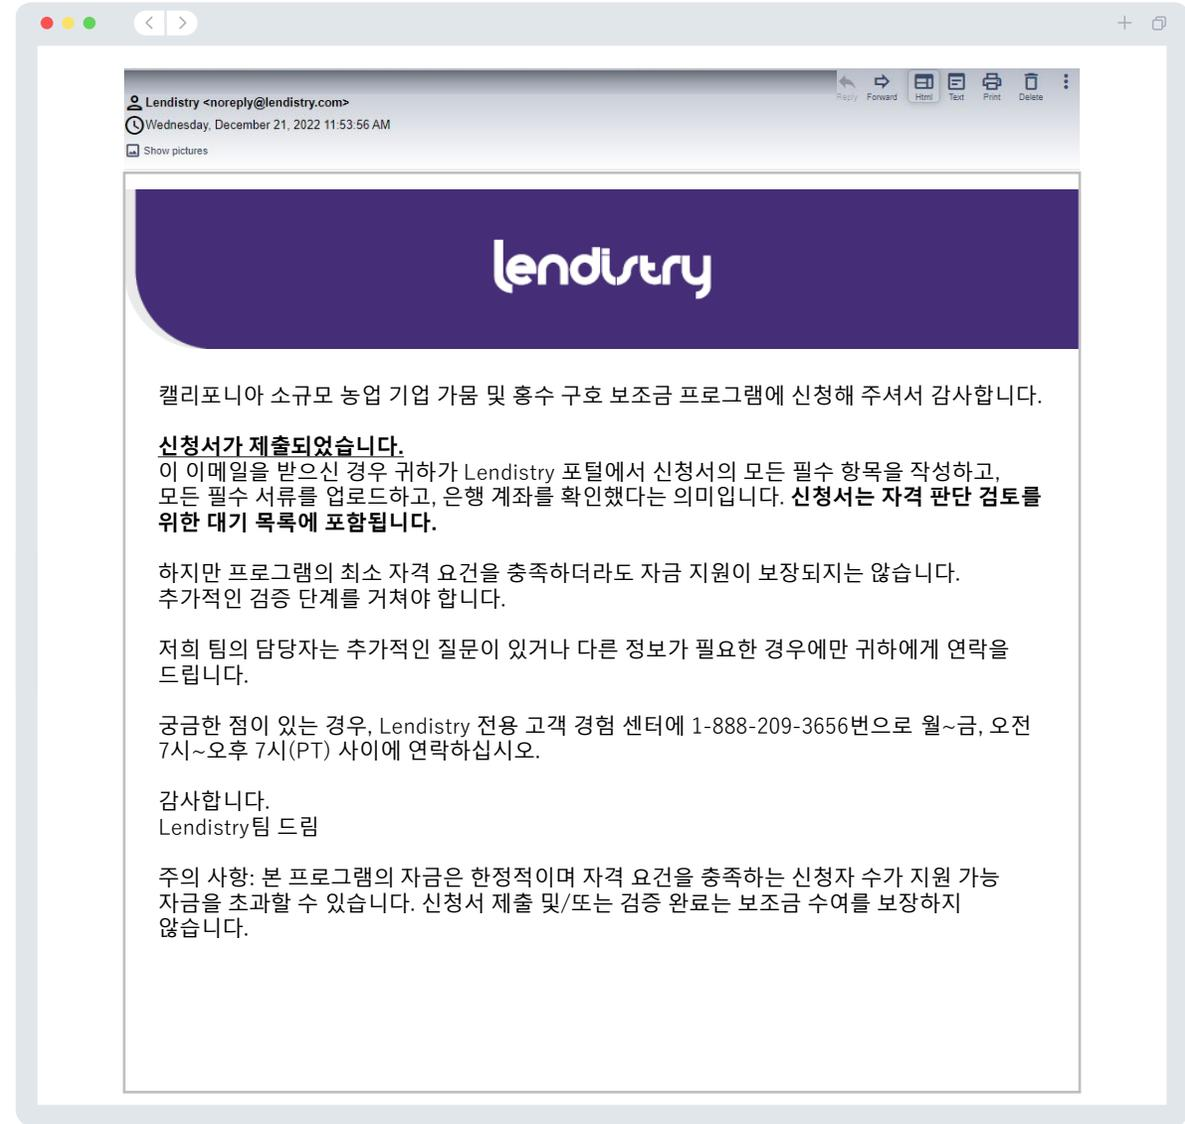 Lendistry <noreply@lendistry.com>
Wednesday, December 21, 2022 11:53:56 AM
Show pictures
Reply Forward Html Text Print Delete
lendistry
캘리포니아 소규모 농업 기업 가뭄 및 홍수 구호 보조금 프로그램에 신청해 주셔서 감사합니다.
신청서가 제출되었습니다.
이 이메일을 받으신 경우 귀하가 Lendistry 포털에서 신청서의 모든 필수 항목을 작성하고,
모든 필수 서류를 업로드하고, 은행 계좌를 확인했다는 의미입니다. 신청서는 자격 판단 검토를
위한 대기 목록에 포함됩니다.
하지만 프로그램의 최소 자격 요건을 충족하더라도 자금 지원이 보장되지는 않습니다.
추가적인 검증 단계를 거쳐야 합니다.
저희 팀의 담당자는 추가적인 질문이 있거나 다른 정보가 필요한 경우에만 귀하에게 연락을
드립니다.
궁금한 점이 있는 경우, Lendistry 전용 고객 경험 센터에 1-888-209-3656번으로 월~금, 오전
7시~오후 7시(PT) 사이에 연락하십시오.
감사합니다.
Lendistry팀 드림
주의 사항: 본 프로그램의 자금은 한정적이며 자격 요건을 충족하는 신청자 수가 지원 가능
자금을 초과할 수 있습니다. 신청서 제출 및/또는 검증 완료는 보조금 수여를 보장하지
않습니다.